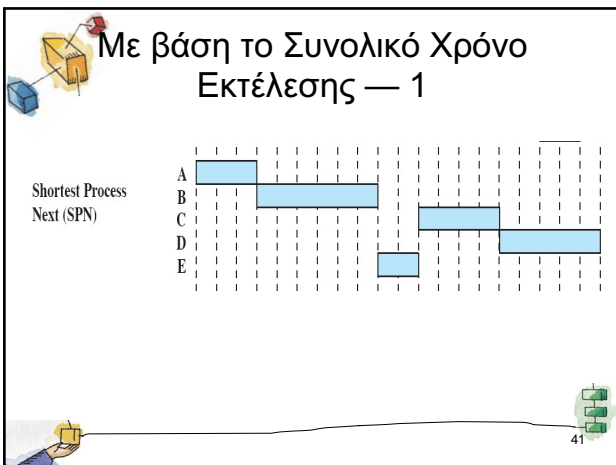 Με βάση το Συνολικό Χρόνο
Εκτέλεσης — 1
Shortest Process
Next (SPN)
A
B
C
D
E
41